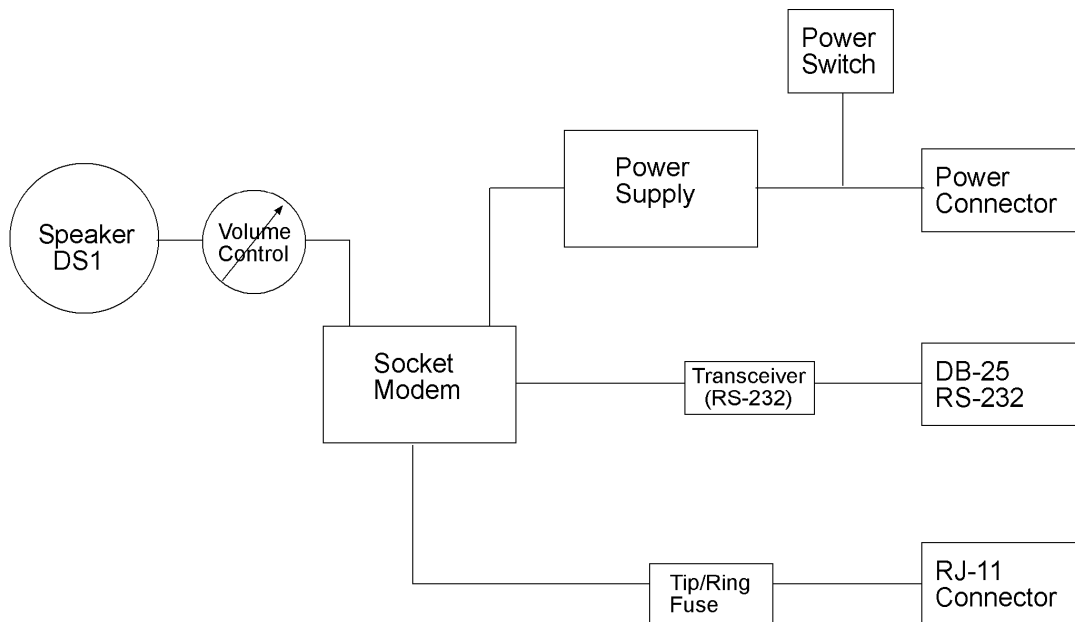 Power
Switch
Power
Supply
Power
Connector
Speaker
DS1
Volume
Control
Socket
Modem
Transceiver
(RS-232)
DB-25
RS-232
Tip/Ring
Fuse
RJ-11
Connector